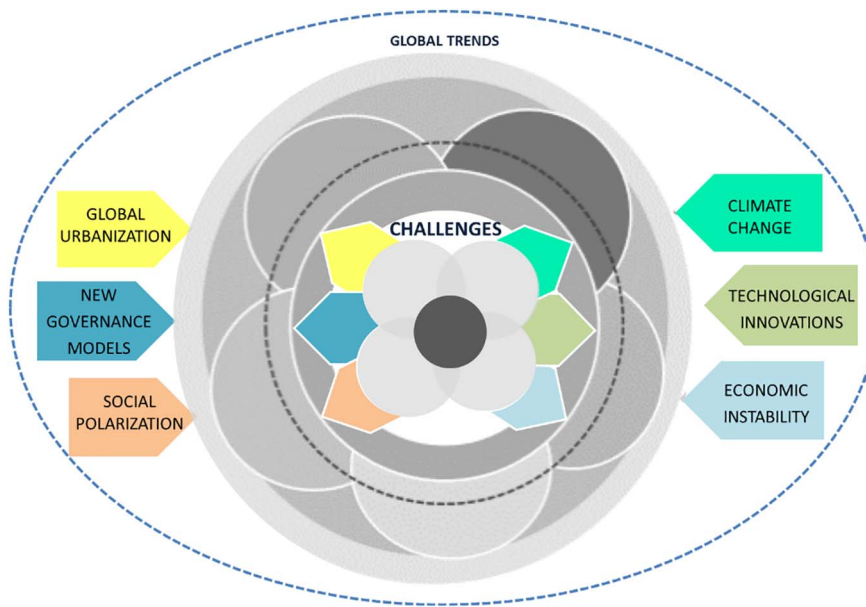 GLOBAL TRENDS
GLOBAL
URBANIZATION
NEW
GOVERNANCE
MODELS
SOCIAL
POLARIZATION
CHALLENGES
CLIMATE
CHANGE
TECHNOLOGICAL
INNOVATIONS
ECONOMIC
INSTABILITY